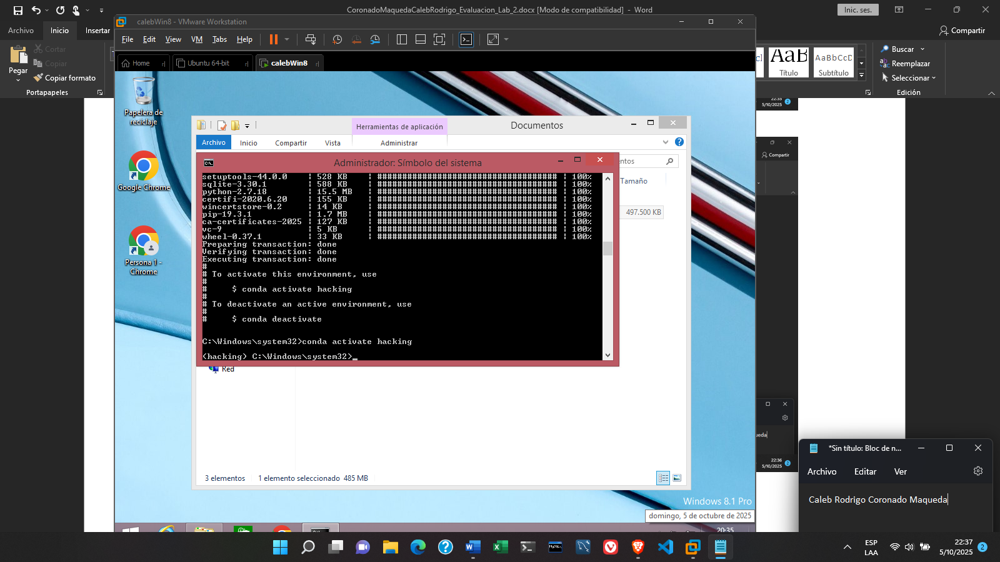 CoronadoMaquedaCalebRodrigo_Evaluacion_Lab_2.docx [Modo de compatibilidad] - Word
Inic. ses.
Archivo
Inicio
Insertar
Compartir
Pegar
Cortar
Copiar
Copiar formato
Portapapeles
Título
Subtítulo
AaBbCcD
Buscar
Reemplazar
Seleccionar
Edición
calebWin8 - VMware Workstation
File Edit View VM Tabs Help
Home
Ubuntu 64-bit
calebWin8
Papelera de
reciclaje
Google Chrome
Persona 1 -
Chrome
Herramientas de aplicación
Documentos
Archivo
Inicio
Compartir
Vista
Administrar
Tamaño
497.500 KB
Administrador: Símbolo del sistema
setuptools-44.0.0 | 528 KB | #################################### | 100%
sqlite-3.30.1 | 588 KB | #################################### | 100%
python-2.7.18 | 15.5 MB | #################################### | 100%
certifi-2020.6.20 | 155 KB | #################################### | 100%
wincertstore-0.2 | 14 KB | #################################### | 100%
pip-19.3.1 | 1.7 MB | #################################### | 100%
ca-certificates-2025 | 127 KB | #################################### | 100%
vc-9 | 5 KB | #################################### | 100%
wheel-0.37.1 | 33 KB | #################################### | 100%
Preparing transaction: done
Verifying transaction: done
Executing transaction: done
#
# To activate this environment, use
#
# $ conda activate hacking
#
# To deactivate an active environment, use
#
# $ conda deactivate
C:\Windows\system32>conda activate hacking
(hacking) C:\Windows\system32>_
Red
3 elementos
1 elemento seleccionado 485 MB
Windows 8.1 Pro
domingo, 5 de octubre de 2025
20:35
5/10/2025
Compartir
22:36
5/10/2025
*Sin título: Bloc de n...
Archivo
Editar
Ver
Caleb Rodrigo Coronado Maqueda
ESP
LAA
22:37
5/10/2025
2